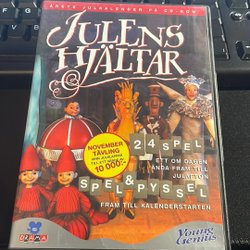 ÅRETS JULKALENDER PÅ CD-ROM
JULENS
HJÄLTAR
NOVEMBER
TÄVLING
10 000:-
24 SPEL
ETT OM DAGEN
ÄNDA FRAM TILL
JULAFTON
SPEL & PYSSEL
FRAM TILL KALENDERSTARTEN
Young
Genius